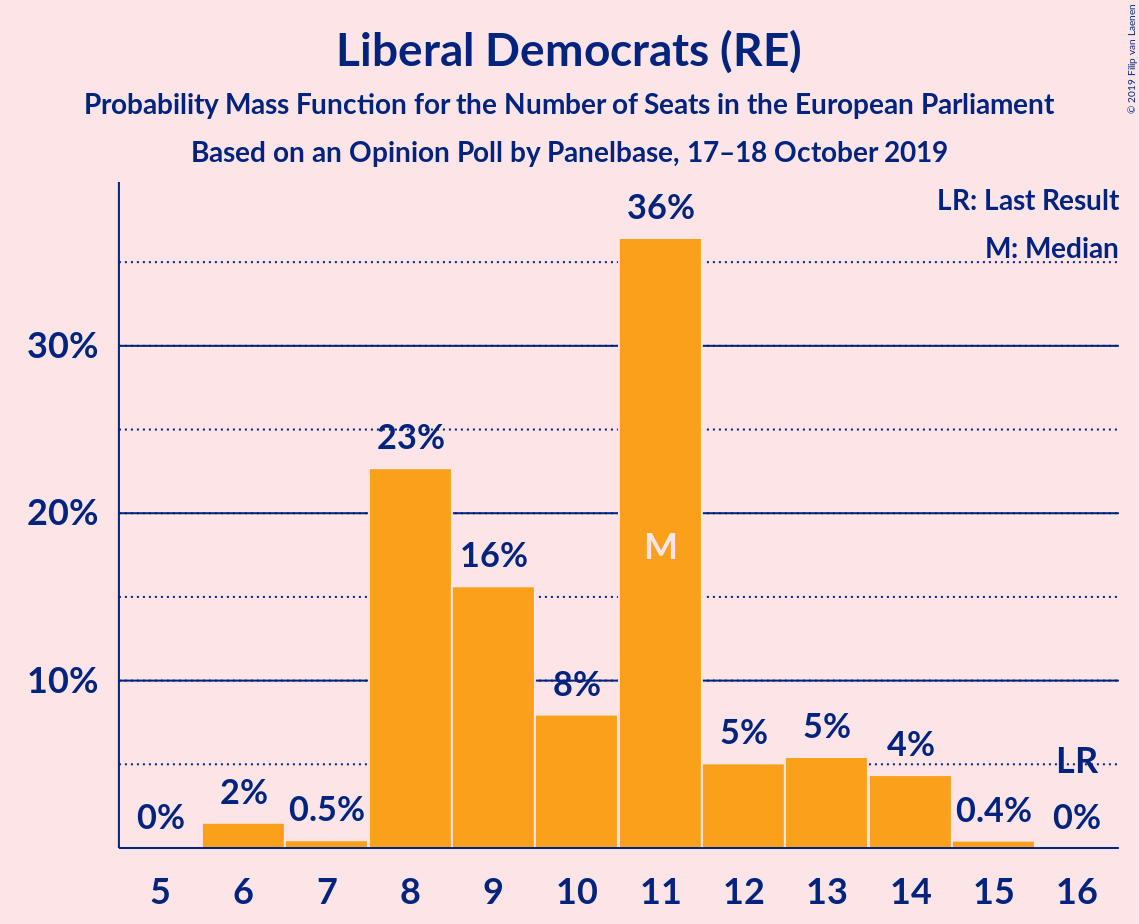 Liberal Democrats (RE)
Probability Mass Function for the Number of Seats in the European Parliament
Based on an Opinion Poll by Panelbase, 17–18 October 2019
© 2019 Filip van Laenen
LR: Last Result
M: Median
30%
20%
10%
0%
2%
0.5%
23%
16%
8%
36%
M
5%
5%
4%
0.4%
LR
0%
5 6 7 8 9 10 11 12 13 14 15 16